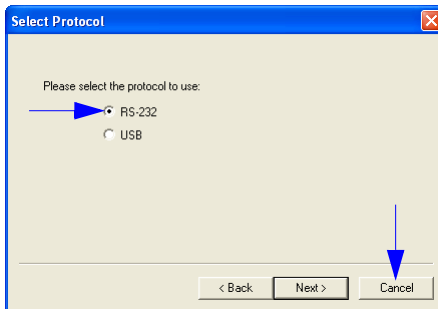 Select Protocol
Please select the protocol to use:
RS-232
USB
< Back Next > Cancel